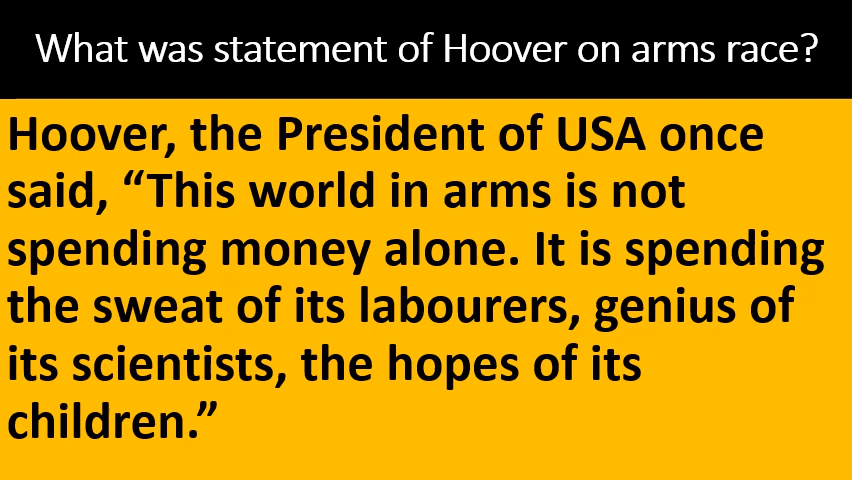 What was statement of Hoover on arms race?
Hoover, the President of USA once
said, “This world in arms is not
spending money alone. It is spending
the sweat of its labourers, genius of
its scientists, the hopes of its
children.”